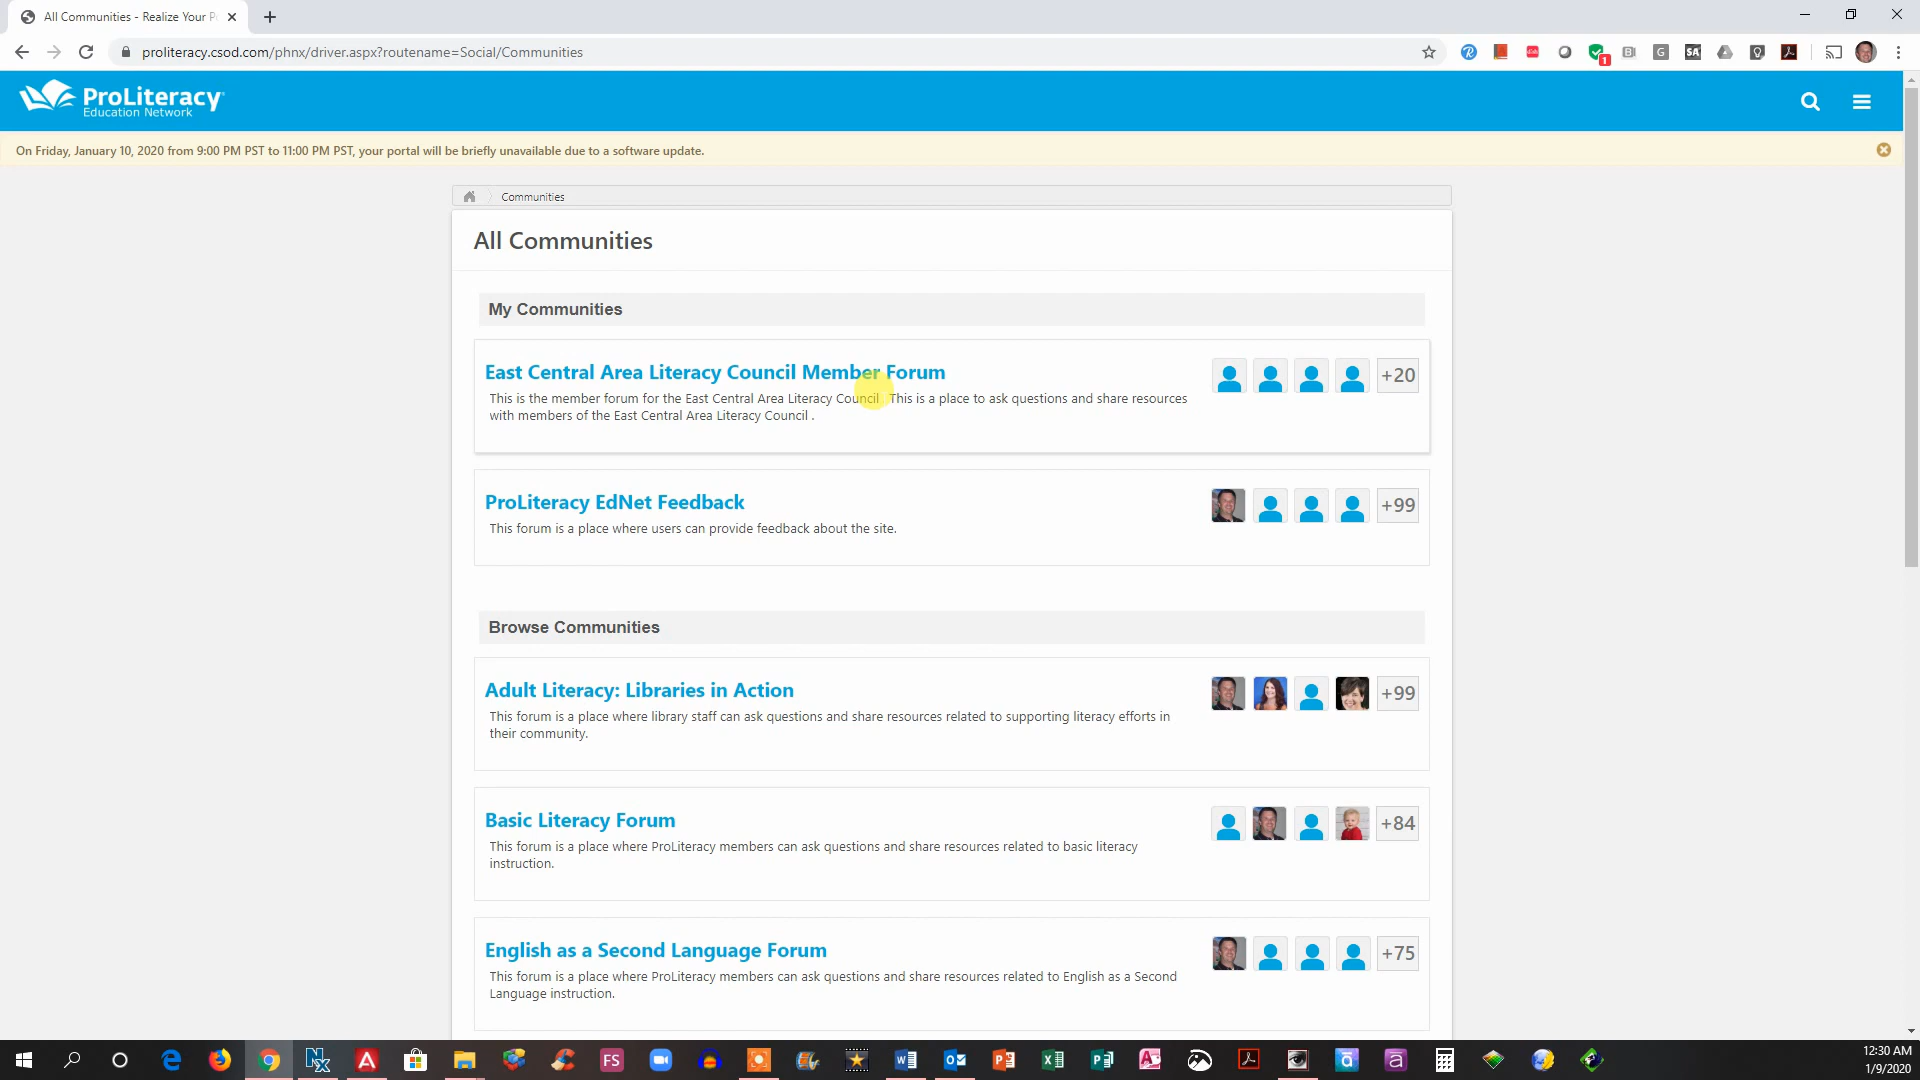 All Communities - Realize Your P
proliteracy.csod.com/phnx/driver.aspx?routename=Social/Communities
ProLiteracy
Education Network
On Friday, January 10, 2020 from 9:00 PM PST to 11:00 PM PST, your portal will be briefly unavailable due to a software update.
Communities
All Communities
My Communities
East Central Area Literacy Council Member Forum
+20
This is the member forum for the East Central Area Literacy Council . This is a place to ask questions and share resources
with members of the East Central Area Literacy Council .
ProLiteracy EdNet Feedback
+99
This forum is a place where users can provide feedback about the site.
Browse Communities
Adult Literacy: Libraries in Action
+99
This forum is a place where library staff can ask questions and share resources related to supporting literacy efforts in
their community.
Basic Literacy Forum
+84
This forum is a place where ProLiteracy members can ask questions and share resources related to basic literacy
instruction.
English as a Second Language Forum
+75
This forum is a place where ProLiteracy members can ask questions and share resources related to English as a Second
Language instruction.
FS
12:30 AM
1/9/2020